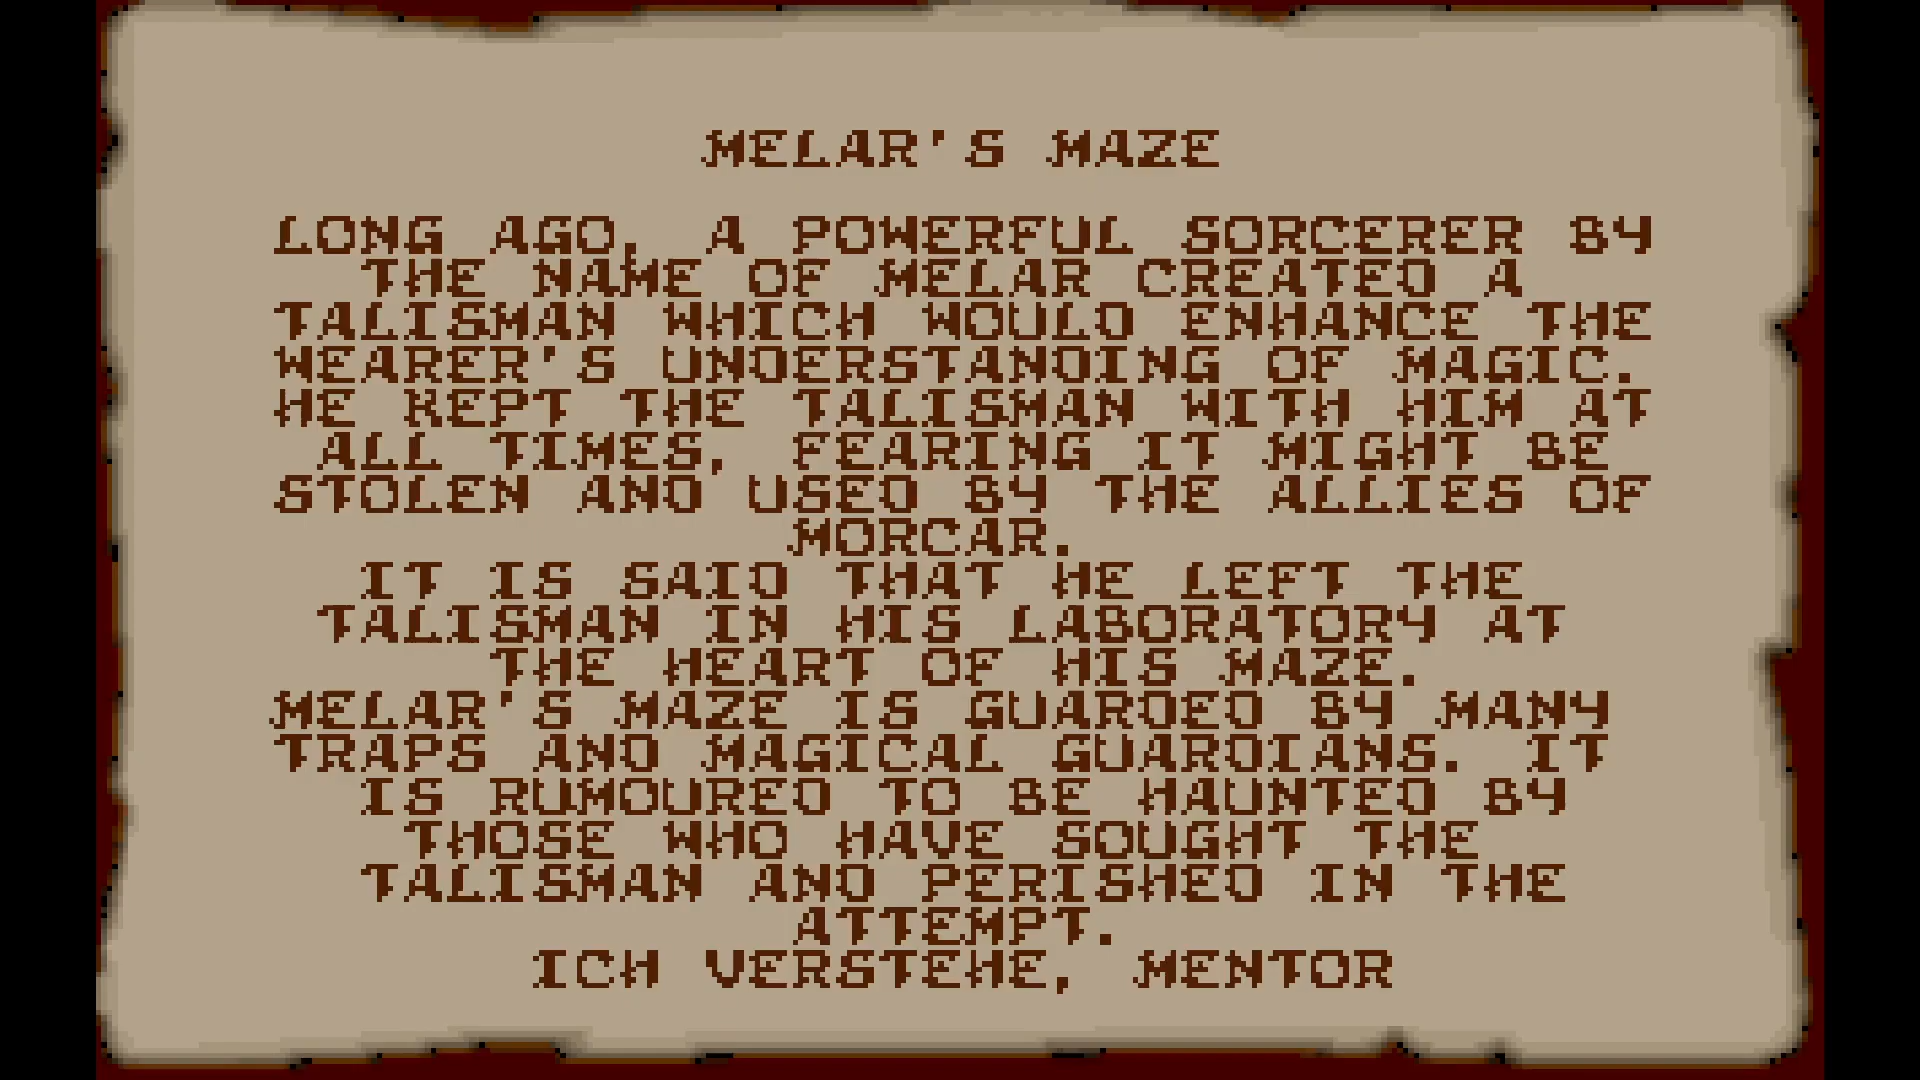 MELAR'S MAZE
LONG AGO, A POWERFUL SORCERER BY
THE NAME OF MELAR CREATED A
TALISMAN WHICH WOULD ENHANCE THE
WEARER'S UNDERSTANDING OF MAGIC.
HE KEPT THE TALISMAN WITH HIM AT
ALL TIMES, FEARING IT MIGHT BE
STOLEN AND USED BY THE ALLIES OF
MORCAR.
IT IS SAID THAT HE LEFT THE
TALISMAN IN HIS LABORATORY AT
THE HEART OF HIS MAZE.
MELAR'S MAZE IS GUARDED BY MANY
TRAPS AND MAGICAL GUARDIANS. IT
IS RUMOURED TO BE HAUNTED BY
THOSE WHO HAVE SOUGHT THE
TALISMAN AND PERISHED IN THE
ATTEMPT.
ICH VERSTEHE, MENTOR